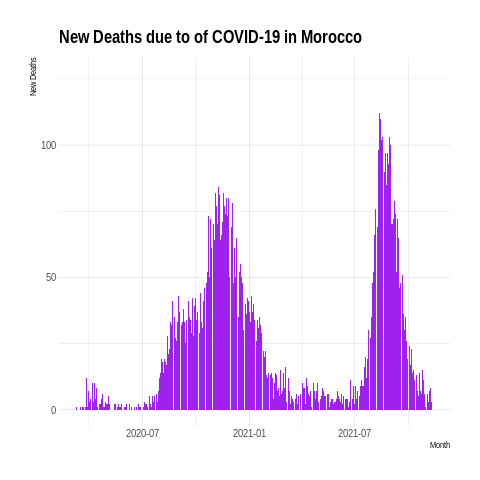 New Deaths due to of COVID-19 in Morocco
New Deaths
100
50
0
2020-07
2021-01
2021-07
Month